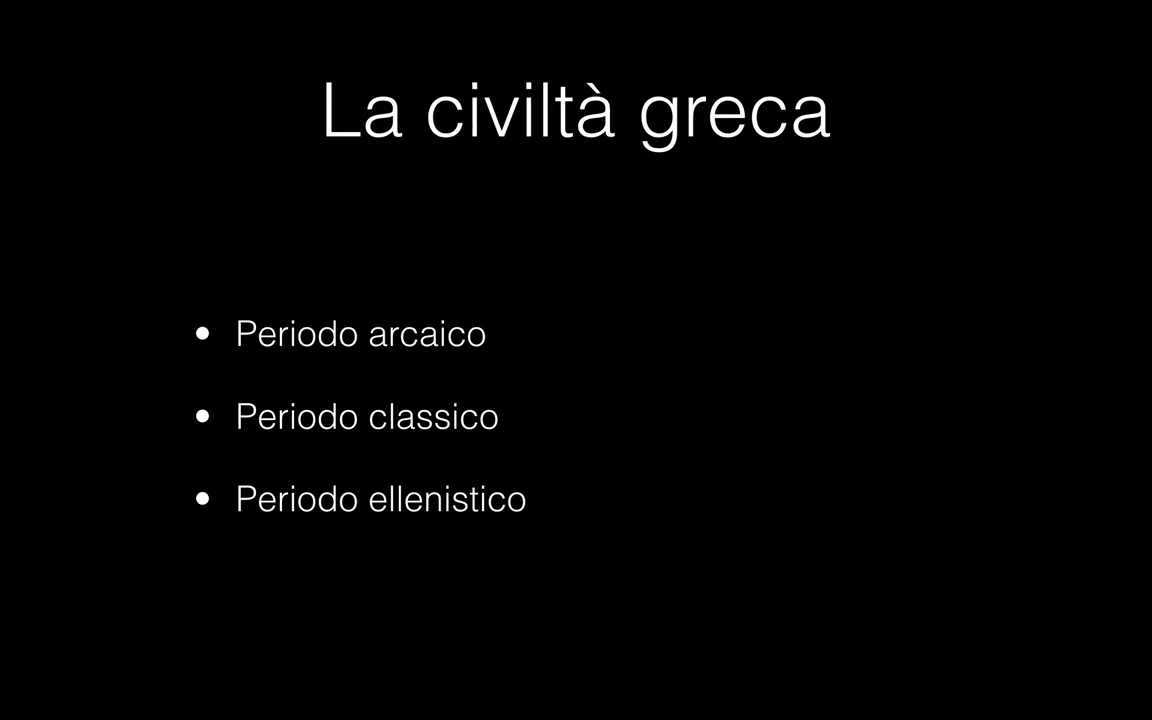 La civiltà greca
• Periodo arcaico
• Periodo classico
• Periodo ellenistico